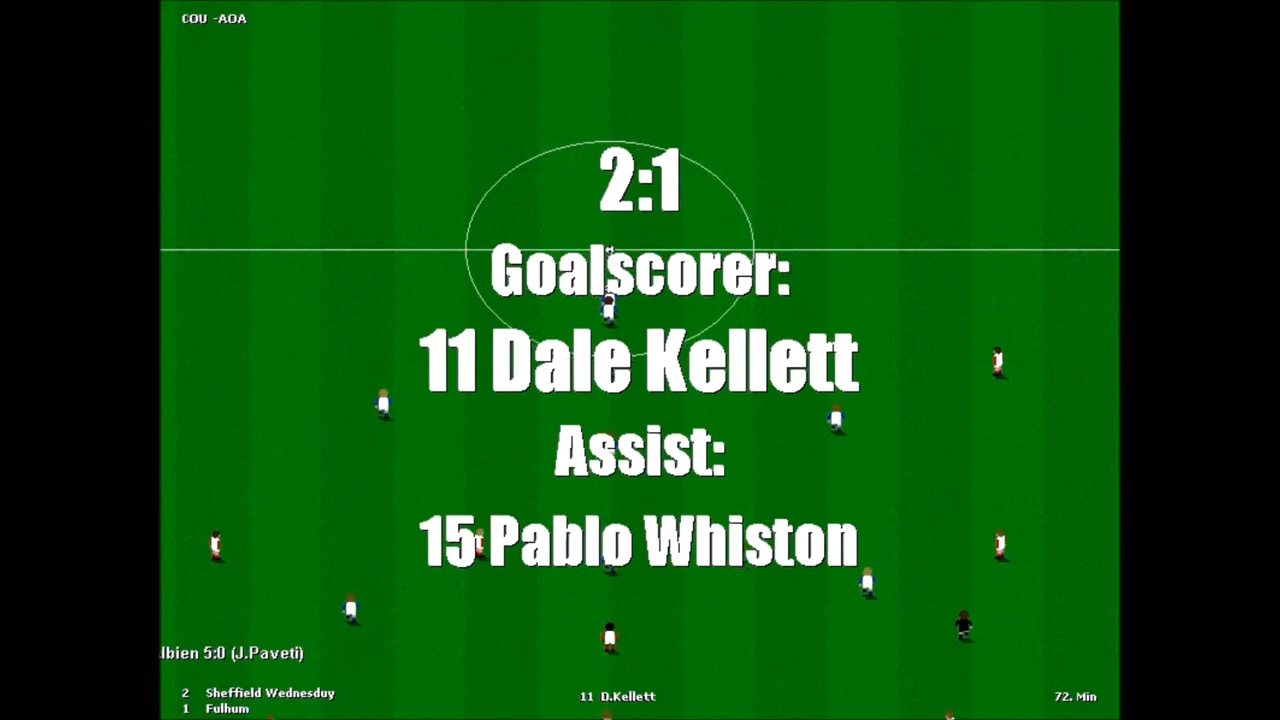 COU -AOA
2:1
Goalscorer:
11 Dale Kellett
Assist:
15 Pablo Whiston
lbien 5:0 (J.Paveti)
2 Sheffield Wednesduy
1 Fulhum
11 D.Kellett
72. Min